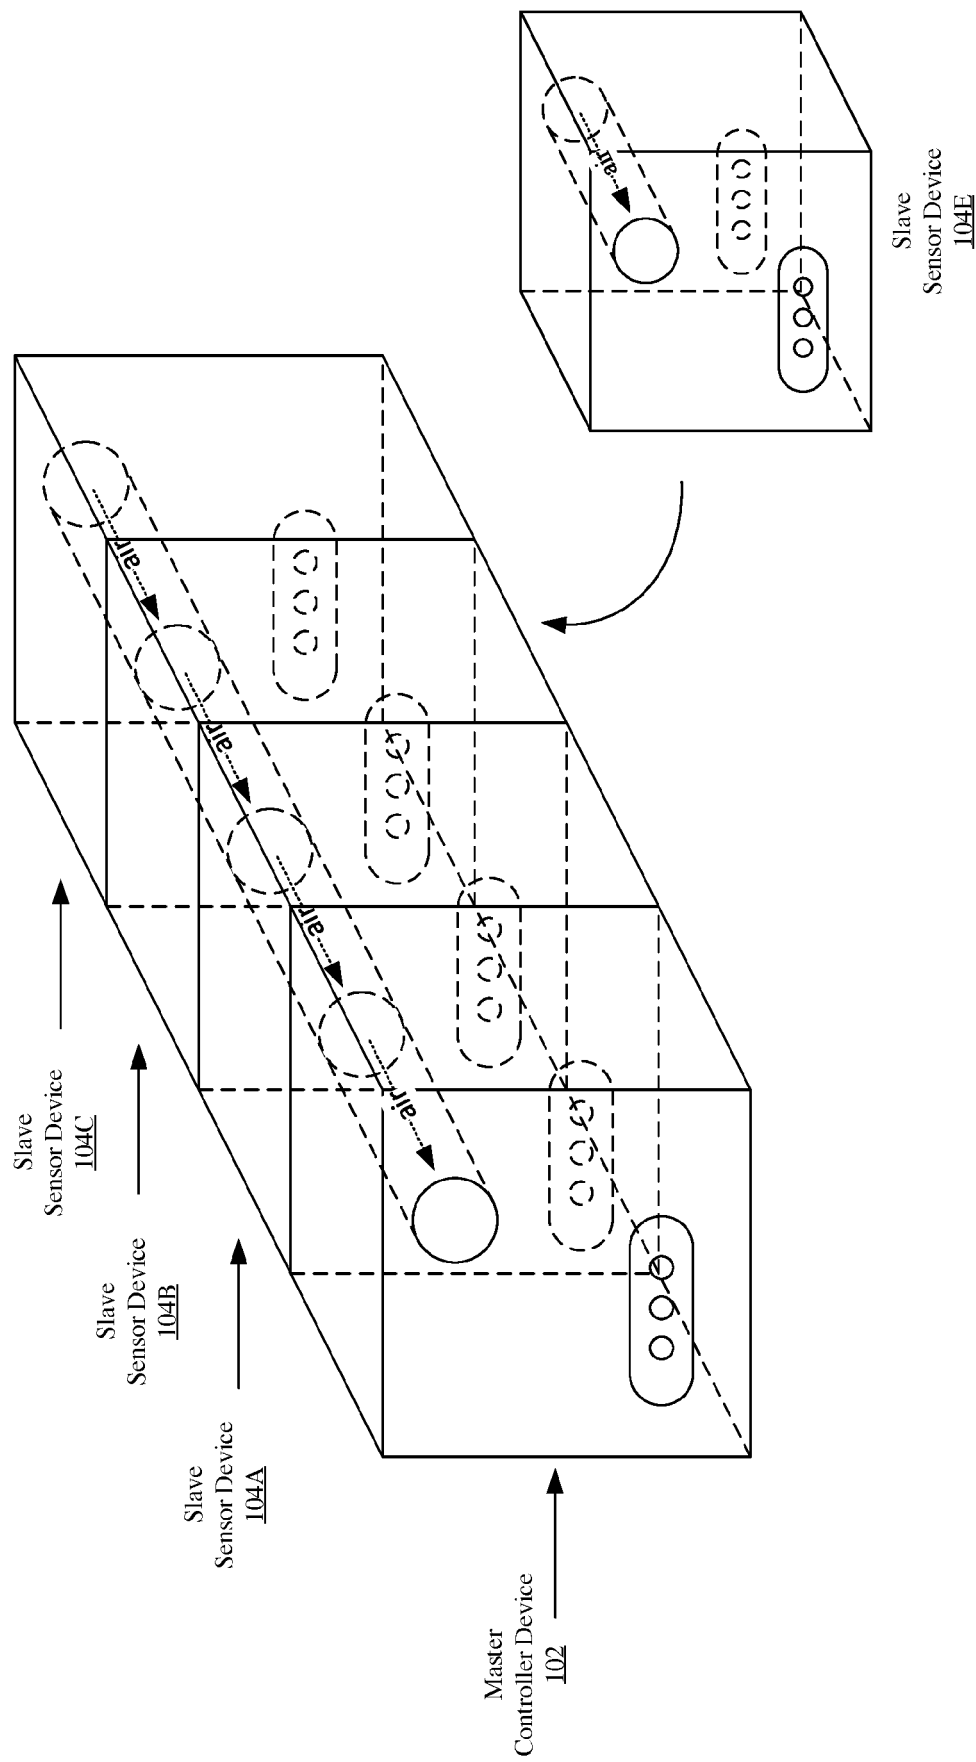 Slave
Sensor Device
104C
Slave
Sensor Device
104B
Slave
Sensor Device
104A
Master
Controller Device
102
air
air
air
air
air
Slave
Sensor Device
104E